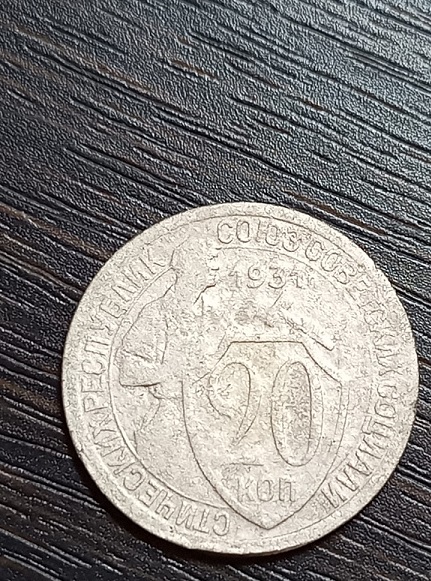 СОЮЗ СОВЕТСКИХ СОЦИАЛИСТИЧЕСКИХ РЕСПУБЛИК
1931
20
КОП